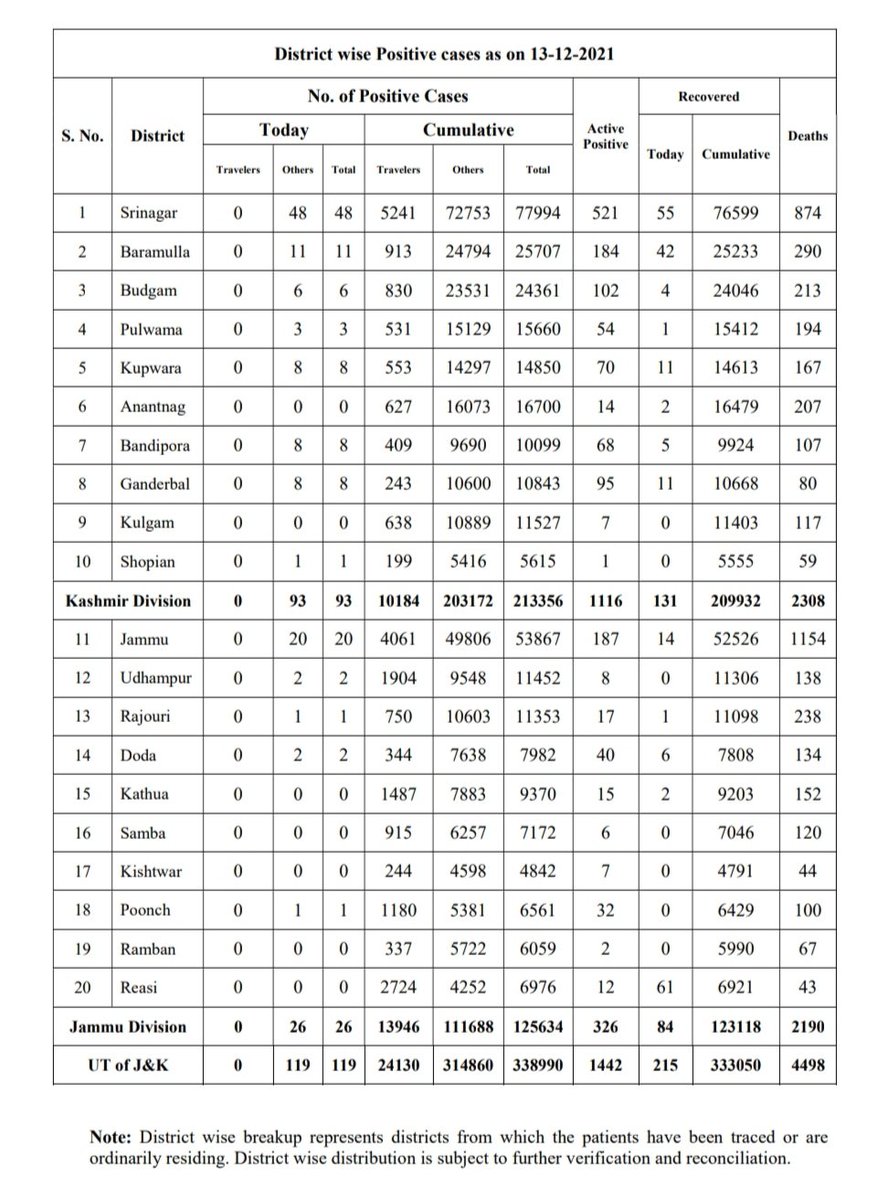 District wise Positive cases as on 13-12-2021
S. No. District No. of Positive Cases Active Positive Recovered Deaths
Today Cumulative Today Cumulative
Travelers Others Total Travelers Others Total
1 Srinagar 0 48 48 5241 72753 77994 521 55 76599 874
2 Baramulla 0 11 11 913 24794 25707 184 42 25233 290
3 Budgam 0 6 6 830 23531 24361 102 4 24046 213
4 Pulwama 0 3 3 531 15129 15660 54 1 15412 194
5 Kupwara 0 8 8 553 14297 14850 70 11 14613 167
6 Anantnag 0 0 0 627 16073 16700 14 2 16479 207
7 Bandipora 0 8 8 409 9690 10099 68 5 9924 107
8 Ganderbal 0 8 8 243 10600 10843 95 11 10668 80
9 Kulgam 0 0 0 638 10889 11527 7 0 11403 117
10 Shopian 0 1 1 199 5416 5615 1 0 5555 59
Kashmir Division 0 93 93 10184 203172 213356 1116 131 209932 2308
11 Jammu 0 20 20 4061 49806 53867 187 14 52526 1154
12 Udhampur 0 2 2 1904 9548 11452 8 0 11306 138
13 Rajouri 0 1 1 750 10603 11353 17 1 11098 238
14 Doda 0 2 2 344 7638 7982 40 6 7808 134
15 Kathua 0 0 0 1487 7883 9370 15 2 9203 152
16 Samba 0 0 0 915 6257 7172 6 0 7046 120
17 Kishtwar 0 0 0 244 4598 4842 7 0 4791 44
18 Poonch 0 1 1 1180 5381 6561 32 0 6429 100
19 Ramban 0 0 0 337 5722 6059 2 0 5990 67
20 Reasi 0 0 0 2724 4252 6976 12 61 6921 43
Jammu Division 0 26 26 13946 111688 125634 326 84 123118 2190
UT of J&K 0 119 119 24130 314860 338990 1442 215 333050 4498
Note: District wise breakup represents districts from which the patients have been traced or are
ordinarily residing. District wise distribution is subject to further verification and reconciliation.